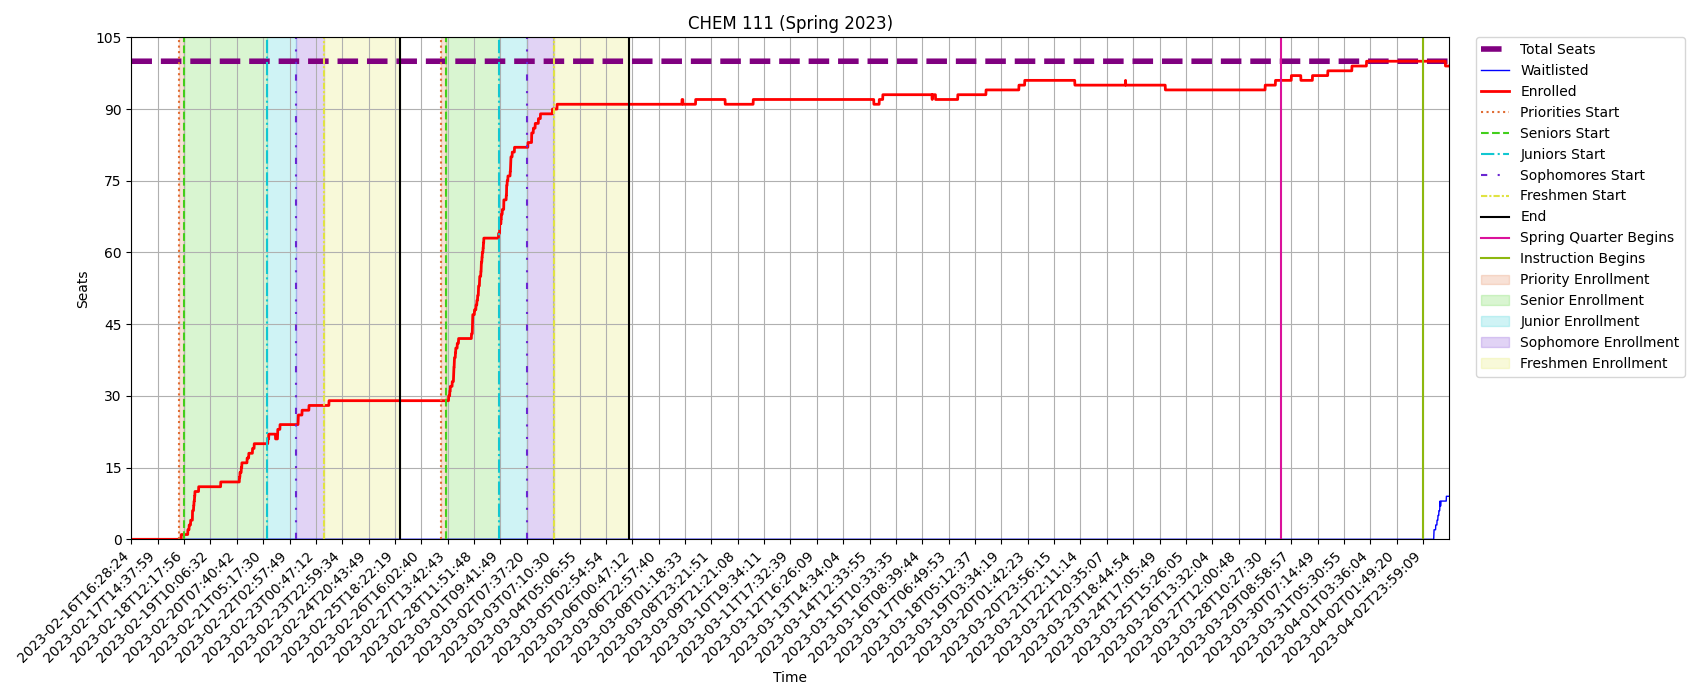 CHEM 111 (Spring 2023)
105
90
75
60
45
30
15
0
Seats
2023-02-16T16:28:24
2023-02-17T14:37:59
2023-02-18T12:17:56
2023-02-19T10:06:32
2023-02-20T07:40:42
2023-02-21T05:17:30
2023-02-22T02:57:49
2023-02-23T00:47:12
2023-02-23T22:59:34
2023-02-24T20:43:49
2023-02-25T18:22:19
2023-02-26T16:02:40
2023-02-27T13:42:43
2023-02-28T11:51:48
2023-03-01T09:41:49
2023-03-02T07:37:20
2023-03-03T07:10:30
2023-03-04T05:06:55
2023-03-05T02:54:54
2023-03-06T00:47:12
2023-03-06T22:57:40
2023-03-08T01:18:33
2023-03-08T23:21:51
2023-03-09T21:21:08
2023-03-10T19:34:11
2023-03-11T17:32:39
2023-03-12T16:26:09
2023-03-13T14:34:04
2023-03-14T12:33:55
2023-03-15T10:33:35
2023-03-16T08:39:44
2023-03-17T06:49:53
2023-03-18T05:12:37
2023-03-19T03:34:19
2023-03-20T01:42:23
2023-03-20T23:56:15
2023-03-21T22:11:14
2023-03-22T20:35:07
2023-03-23T18:44:54
2023-03-24T17:05:49
2023-03-25T15:26:05
2023-03-26T13:32:04
2023-03-27T12:00:48
2023-03-28T10:27:30
2023-03-29T08:58:57
2023-03-30T07:14:49
2023-03-31T05:30:55
2023-04-01T03:36:04
2023-04-02T01:49:20
2023-04-02T23:59:09
Time
Total Seats
Waitlisted
Enrolled
Priorities Start
Seniors Start
Juniors Start
Sophomores Start
Freshmen Start
End
Spring Quarter Begins
Instruction Begins
Priority Enrollment
Senior Enrollment
Junior Enrollment
Sophomore Enrollment
Freshmen Enrollment